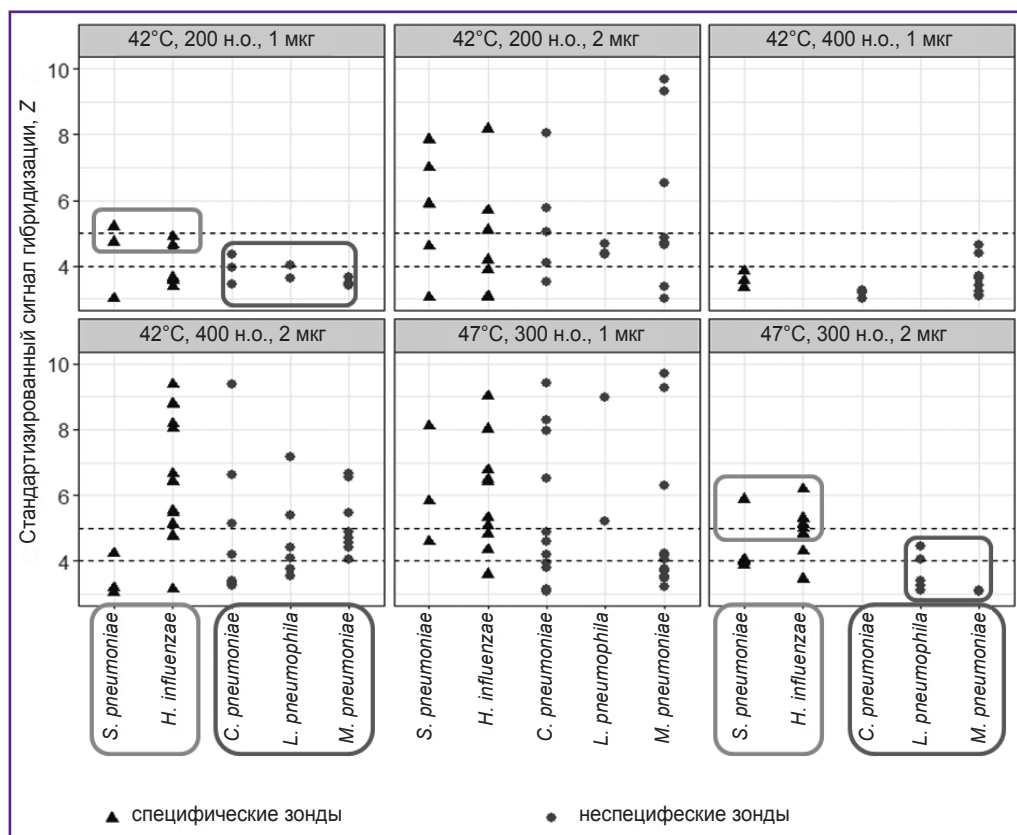 42°C, 200 н.о., 1 мкг
42°C, 200 н.о., 2 мкг
42°C, 400 н.о., 1 мкг
Стандартизированный сигнал гибридизации, Z
10
8
6
4
42°C, 400 н.о., 2 мкг
47°C, 300 н.о., 1 мкг
47°C, 300 н.о., 2 мкг
10
8
6
4
S. pneumoniae
H. influenzae
C. pneumoniae
L. pneumophila
M. pneumoniae
S. pneumoniae
H. influenzae
C. pneumoniae
L. pneumophila
M. pneumoniae
S. pneumoniae
H. influenzae
C. pneumoniae
L. pneumophila
M. pneumoniae
специфические зонды
неспецифеские зонды